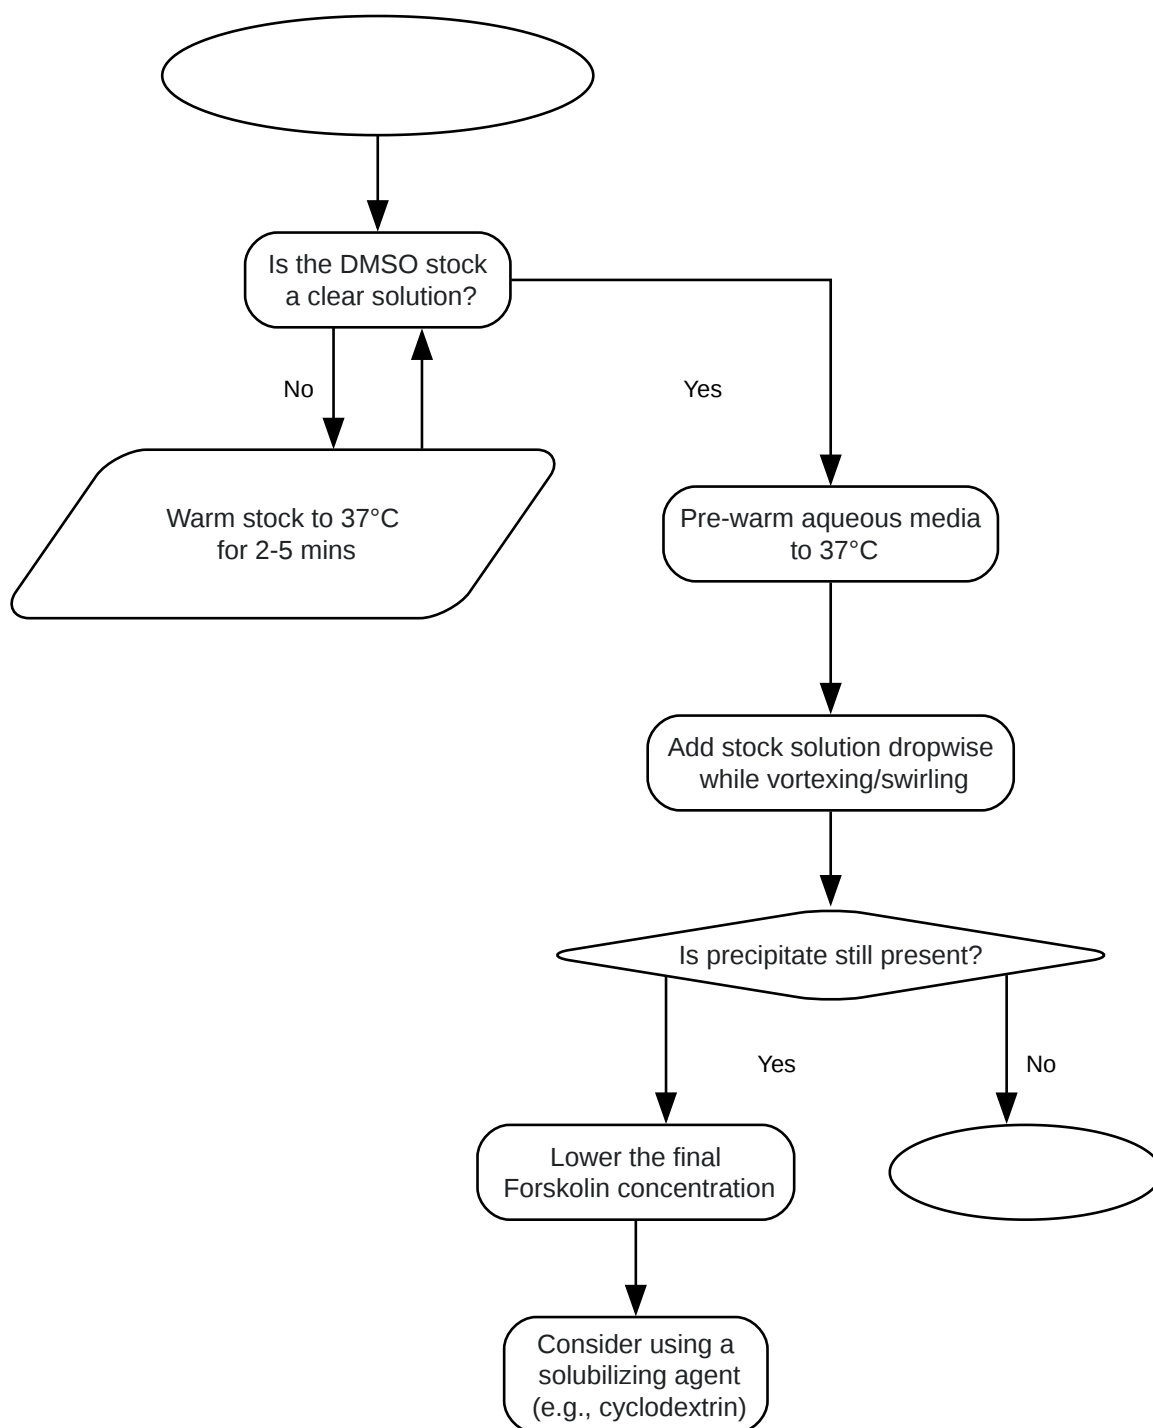 Is the DMSO stock
a clear solution?
No
Yes
Warm stock to 37°C
for 2-5 mins
Pre-warm aqueous media
to 37°C
Add stock solution dropwise
while vortexing/swirling
Is precipitate still present?
Yes
No
Lower the final
Forskolin concentration
Consider using a
solubilizing agent
(e.g., cyclodextrin)